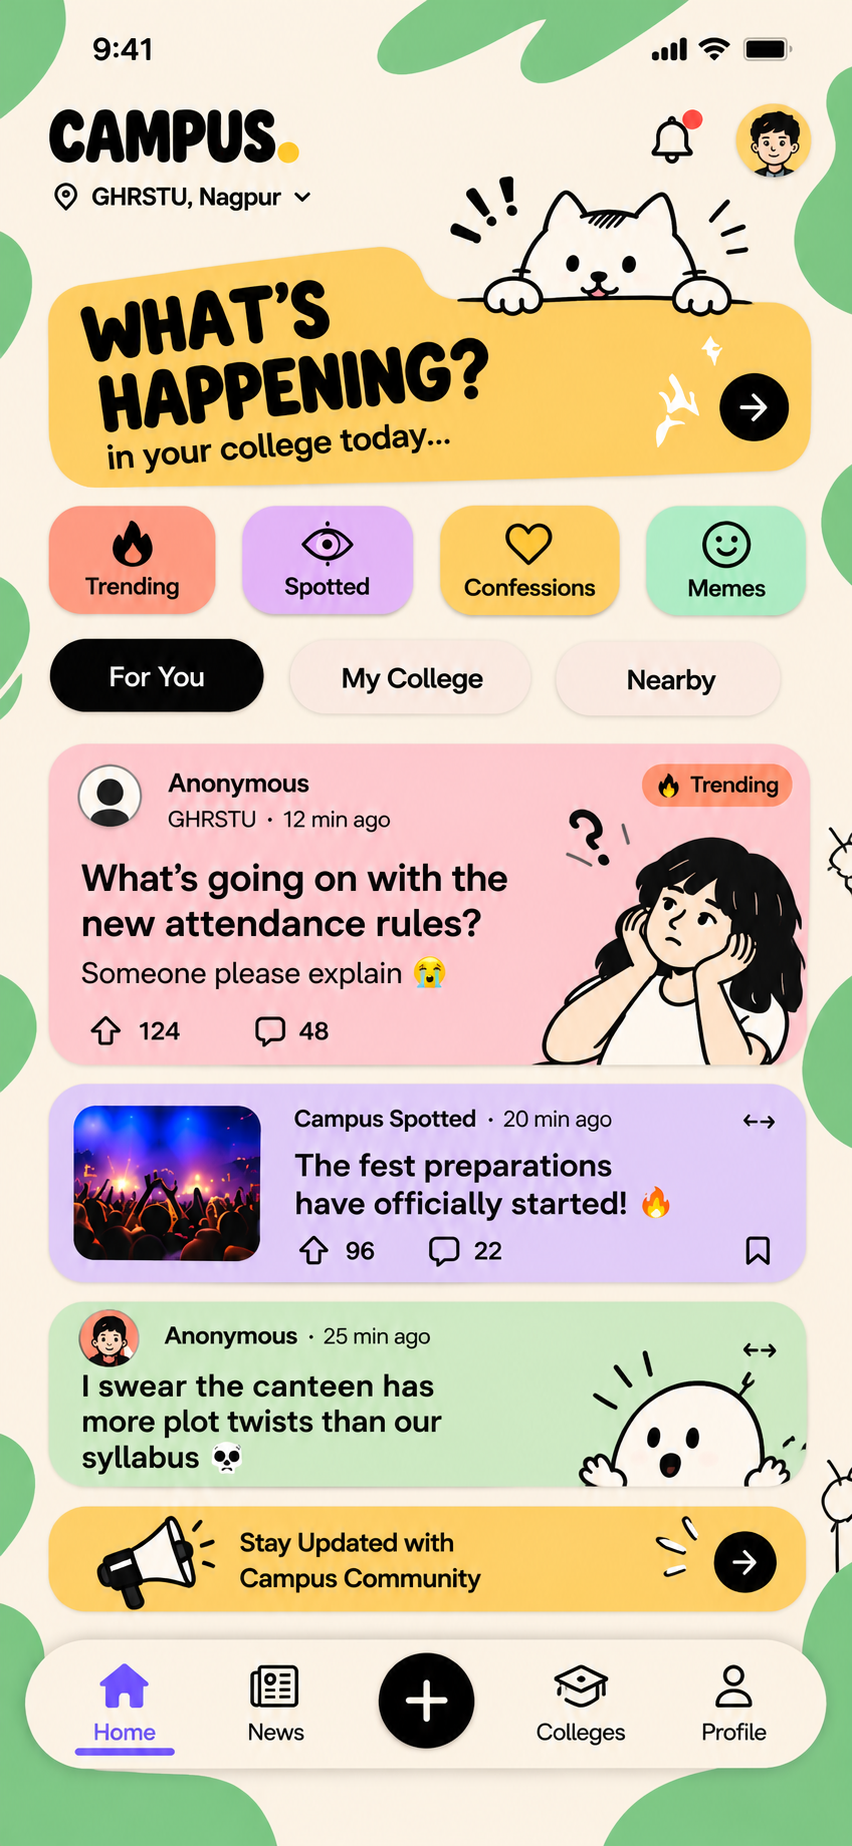 9:41
CAMPUS.
GHRSTU, Nagpur
WHAT'S
HAPPENING?
in your college today...
Trending
Spotted
Confessions
Memes
For You
My College
Nearby
Anonymous
GHRSTU · 12 min ago
🔥 Trending
What's going on with the
new attendance rules?
Someone please explain 😭
124
48
Campus Spotted · 20 min ago
The fest preparations
have officially started! 🔥
96
22
Anonymous · 25 min ago
I swear the canteen has
more plot twists than our
syllabus 💀
Stay Updated with
Campus Community
Home
News
Colleges
Profile